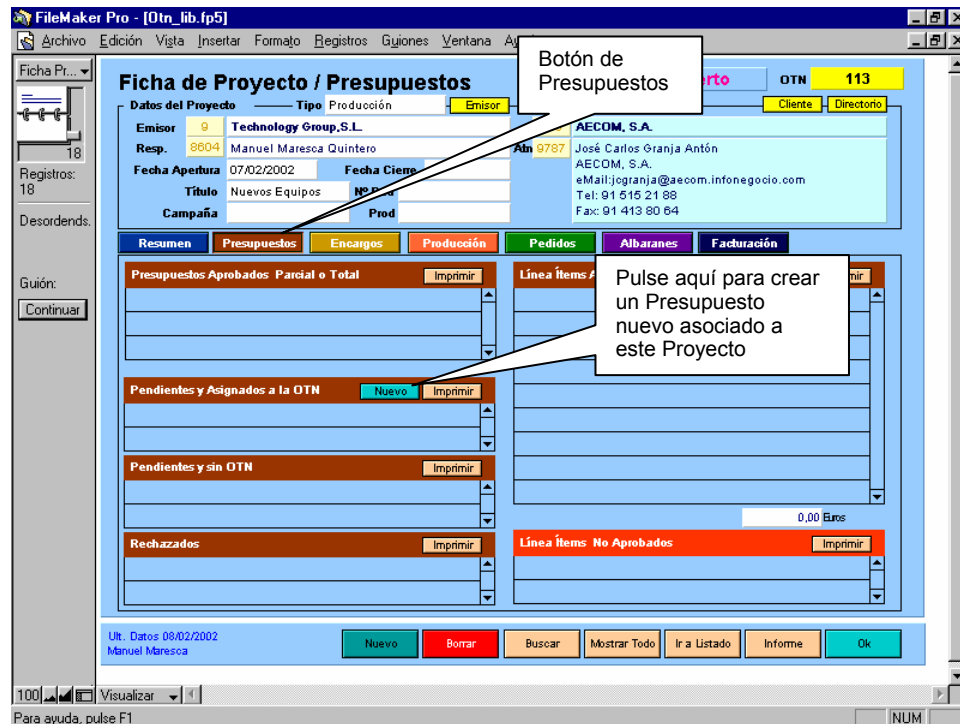 FileMaker Pro - [Otn_lib.fp5]
Archivo Edición Vista Insertar Formato Registros Guiones Ventana
Ficha Pr...
18
Registros:
18
Desordends.
Guión:
Continuar
Botón de
Presupuestos
Ficha de Proyecto / Presupuestos
OTN 113
Datos del Proyecto Tipo Producción Emisor Cliente Directorio
Emisor 9 Technology Group,S.L. AECOM, S.A.
Resp. 8604 Manuel Maresca Quintero Atn 9787 José Carlos Granja Antón
AECOM, S.A.
Fecha Apertura 07/02/2002 Fecha Cierre
eMail:jcgranja@aecom.infonegocio.com
Título Nuevos Equipos
Tel: 91 515 21 88
Campaña Prod
Fax: 91 413 80 64
Resumen Presupuestos Encargos Producción Pedidos Albaranes Facturación
Presupuestos Aprobados Parcial o Total Imprimir
Línea Ítems
Pulse aquí para crear
un Presupuesto
nuevo asociado a
este Proyecto
Pendientes y Asignados a la OTN Nuevo Imprimir
Pendientes y sin OTN Imprimir
0,00 Euros
Rechazados Imprimir
Línea Ítems No Aprobados Imprimir
Ult. Datos 08/02/2002
Manuel Maresca
Nuevo Borrar Buscar Mostrar Todo Ir a Listado Informe Ok
100 Visualizar
Para ayuda, pulse F1 NUM